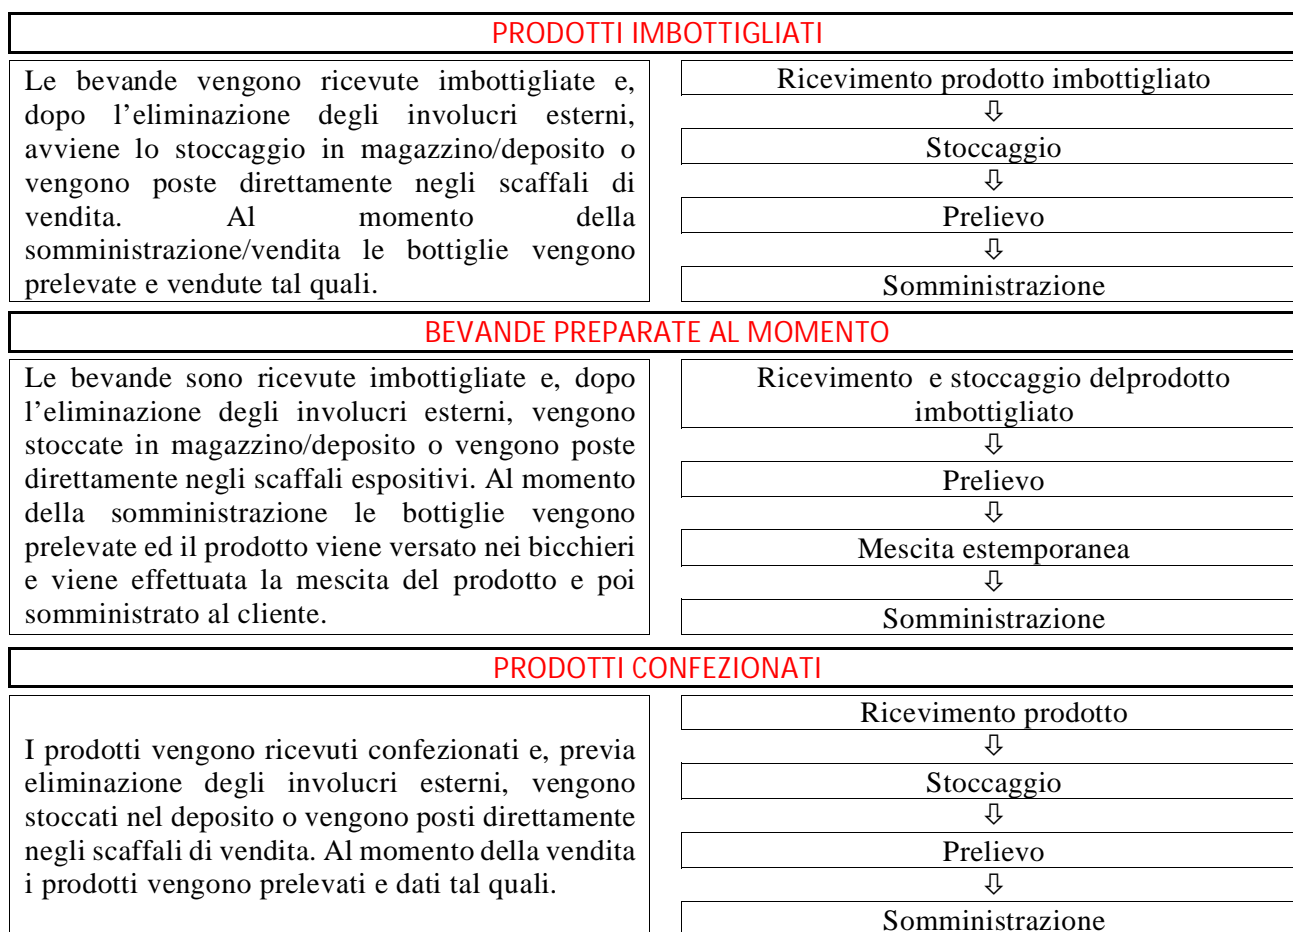 PRODOTTI IMBOTTIGLIATI
Le bevande vengono ricevute imbottigliate e,
dopo l’eliminazione degli involucri esterni,
avviene lo stoccaggio in magazzino/deposito o
vengono poste direttamente negli scaffali di
vendita. Al momento della
somministrazione/vendita le bottiglie vengono
prelevate e vendute tal quali.
Ricevimento prodotto imbottigliato
⇩
Stoccaggio
⇩
Prelievo
⇩
Somministrazione
BEVANDE PREPARATE AL MOMENTO
Le bevande sono ricevute imbottigliate e, dopo
l’eliminazione degli involucri esterni, vengono
stoccate in magazzino/deposito o vengono poste
direttamente negli scaffali espositivi. Al momento
della somministrazione le bottiglie vengono
prelevate ed il prodotto viene versato nei bicchieri
e viene effettuata la mescita del prodotto e poi
somministrato al cliente.
Ricevimento e stoccaggio delprodotto
imbottigliato
⇩
Prelievo
⇩
Mescita estemporanea
⇩
Somministrazione
PRODOTTI CONFEZIONATI
I prodotti vengono ricevuti confezionati e, previa
eliminazione degli involucri esterni, vengono
stoccati nel deposito o vengono posti direttamente
negli scaffali di vendita. Al momento della vendita
i prodotti vengono prelevati e dati tal quali.
Ricevimento prodotto
⇩
Stoccaggio
⇩
Prelievo
⇩
Somministrazione